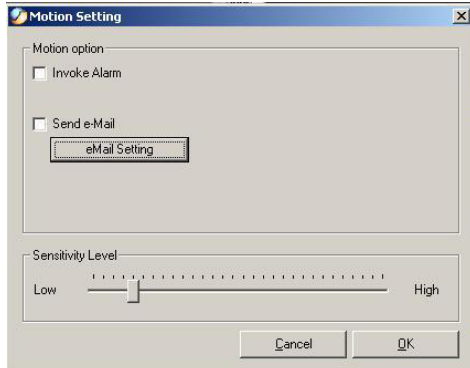 Motion Setting
Motion option
Invoke Alarm
Send e-Mail
eMail Setting
Sensitivity Level
Low High
Cancel OK